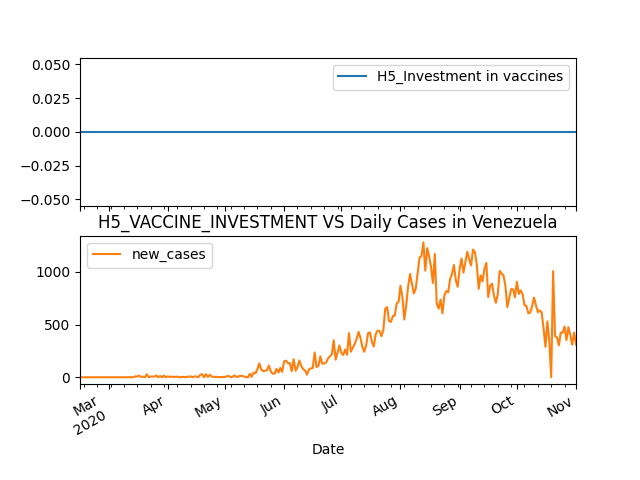 0.050
0.025
0.000
−0.025
−0.050
H5_Investment in vaccines
H5_VACCINE_INVESTMENT VS Daily Cases in Venezuela
new_cases
1000
500
0
Mar
2020
Apr
May
Jun
Jul
Aug
Sep
Oct
Nov
Date